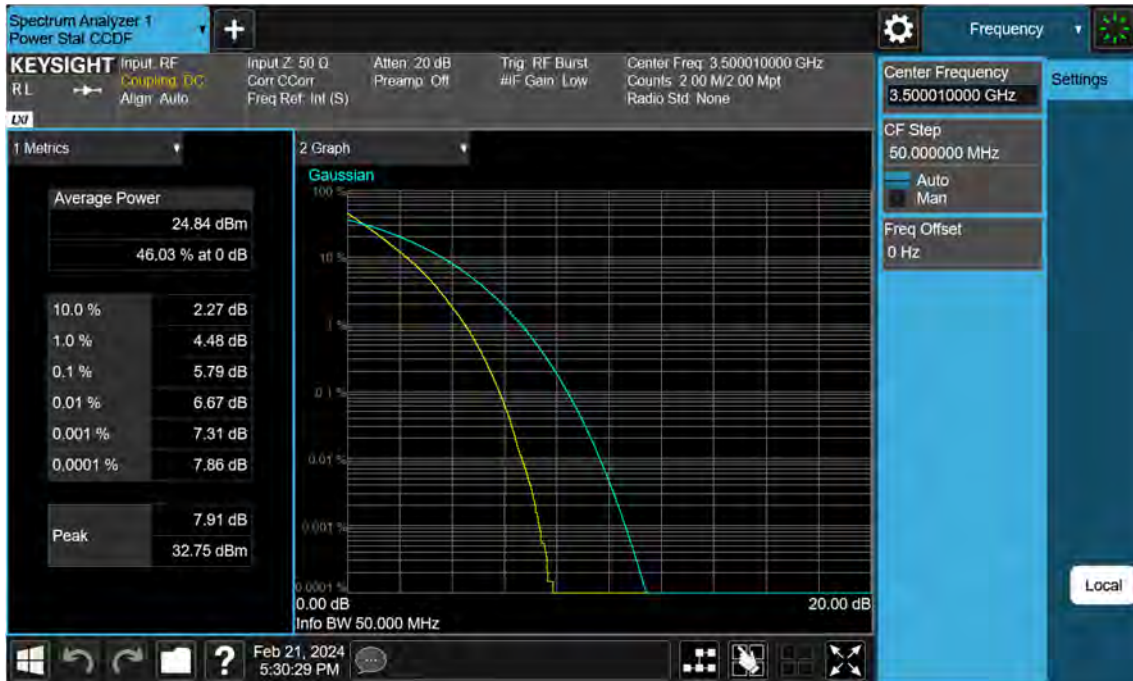 Spectrum Analyzer 1
Power Stat CCDF
Frequency
KEYSIGHT
RL
LXI
Input: RF
Coupling: DC
Align: Auto
Input Z: 50 Ω
Corr CCorr
Freq Ref: Int (S)
Atten: 20 dB
Preamp: Off
Trig: RF Burst
#IF Gain: Low
Center Freq: 3.500010000 GHz
Counts: 2.00 M/2.00 Mpt
Radio Std: None
Center Frequency
3.500010000 GHz
Settings
CF Step
50.000000 MHz
Auto
Man
Freq Offset
0 Hz
Local
1 Metrics
Average Power
24.84 dBm
46.03 % at 0 dB
10.0 % 2.27 dB
1.0 % 4.48 dB
0.1 % 5.79 dB
0.01 % 6.67 dB
0.001 % 7.31 dB
0.0001 % 7.86 dB
Peak
7.91 dB
32.75 dBm
2 Graph
Gaussian
100 %
10 %
1 %
0.1 %
0.01 %
0.001 %
0.0001 %
0.00 dB
20.00 dB
Info BW 50.000 MHz
?
Feb 21, 2024
5:30:29 PM